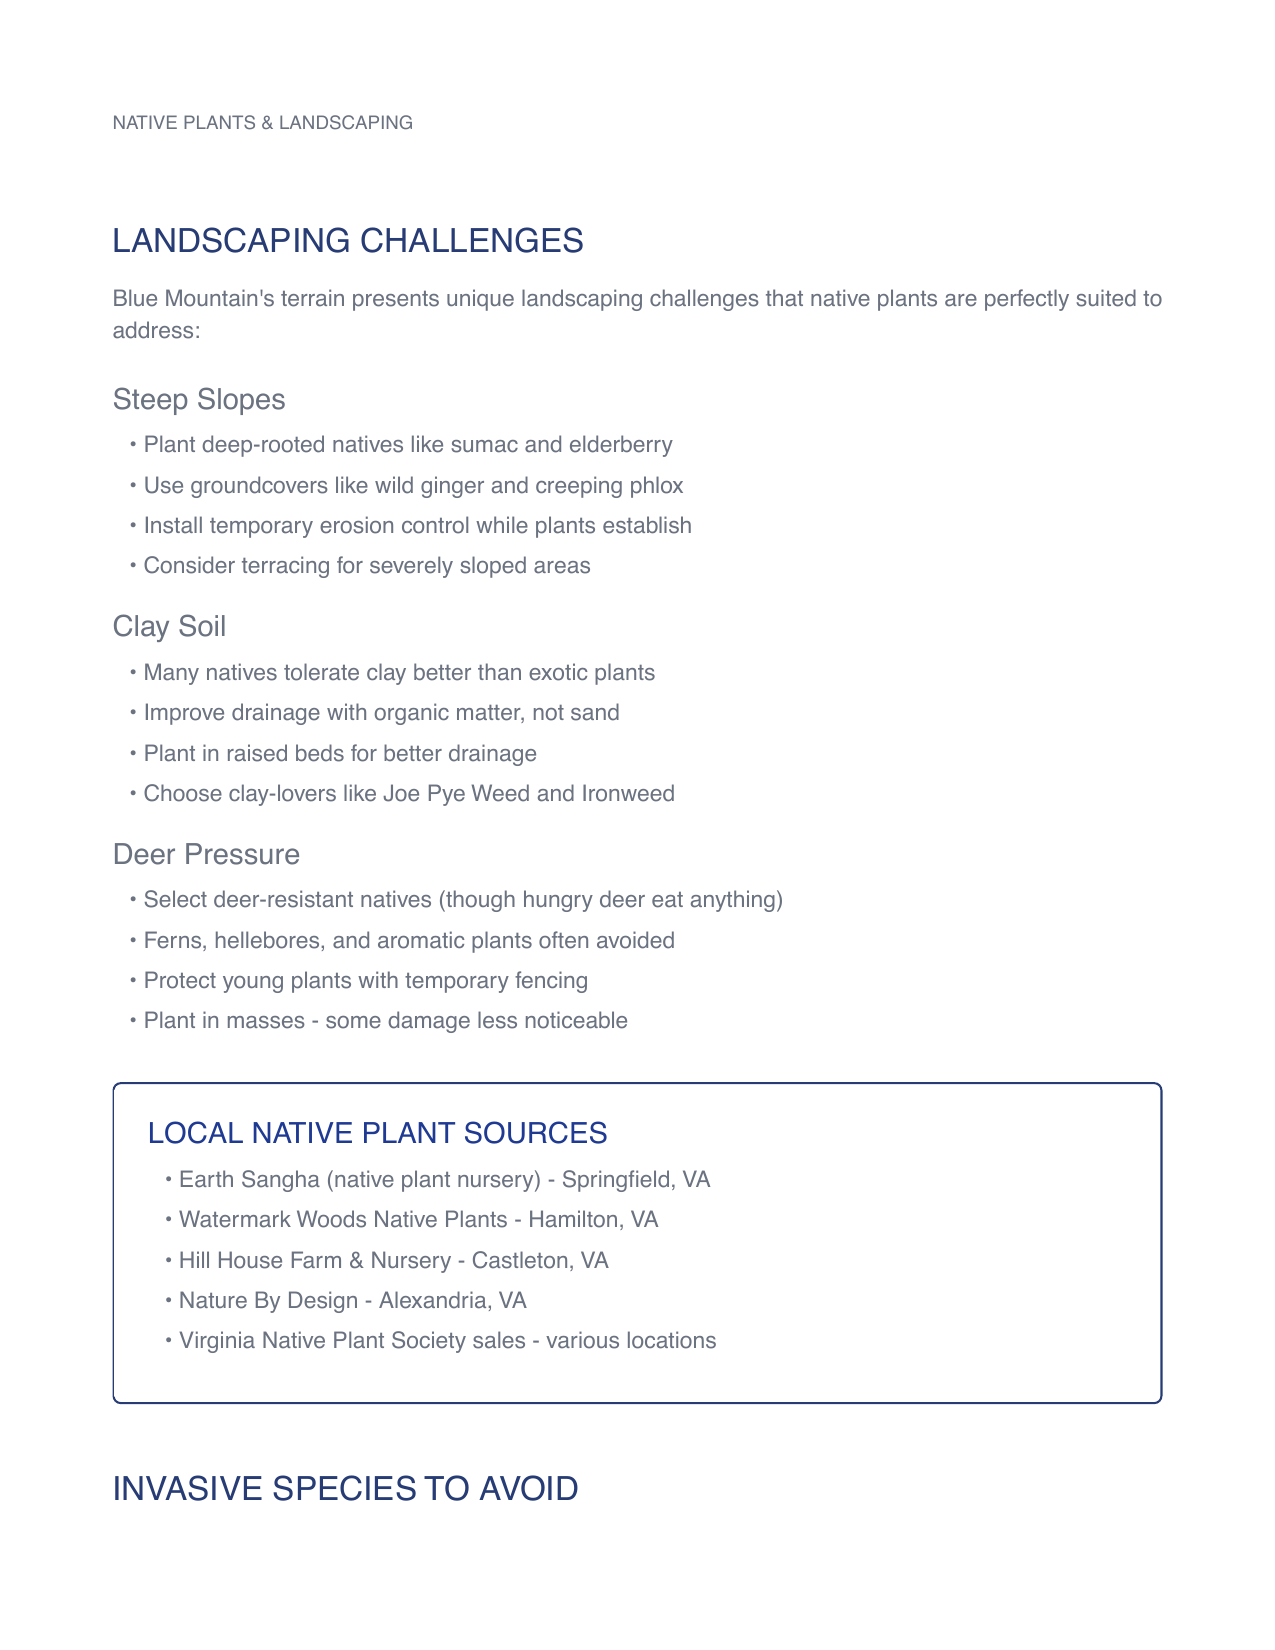 NATIVE PLANTS & LANDSCAPING
LANDSCAPING CHALLENGES
Blue Mountain's terrain presents unique landscaping challenges that native plants are perfectly suited to
address:
Steep Slopes
• Plant deep-rooted natives like sumac and elderberry
• Use groundcovers like wild ginger and creeping phlox
• Install temporary erosion control while plants establish
• Consider terracing for severely sloped areas
Clay Soil
• Many natives tolerate clay better than exotic plants
• Improve drainage with organic matter, not sand
• Plant in raised beds for better drainage
• Choose clay-lovers like Joe Pye Weed and Ironweed
Deer Pressure
• Select deer-resistant natives (though hungry deer eat anything)
• Ferns, hellebores, and aromatic plants often avoided
• Protect young plants with temporary fencing
• Plant in masses - some damage less noticeable
LOCAL NATIVE PLANT SOURCES
• Earth Sangha (native plant nursery) - Springfield, VA
• Watermark Woods Native Plants - Hamilton, VA
• Hill House Farm & Nursery - Castleton, VA
• Nature By Design - Alexandria, VA
• Virginia Native Plant Society sales - various locations
INVASIVE SPECIES TO AVOID